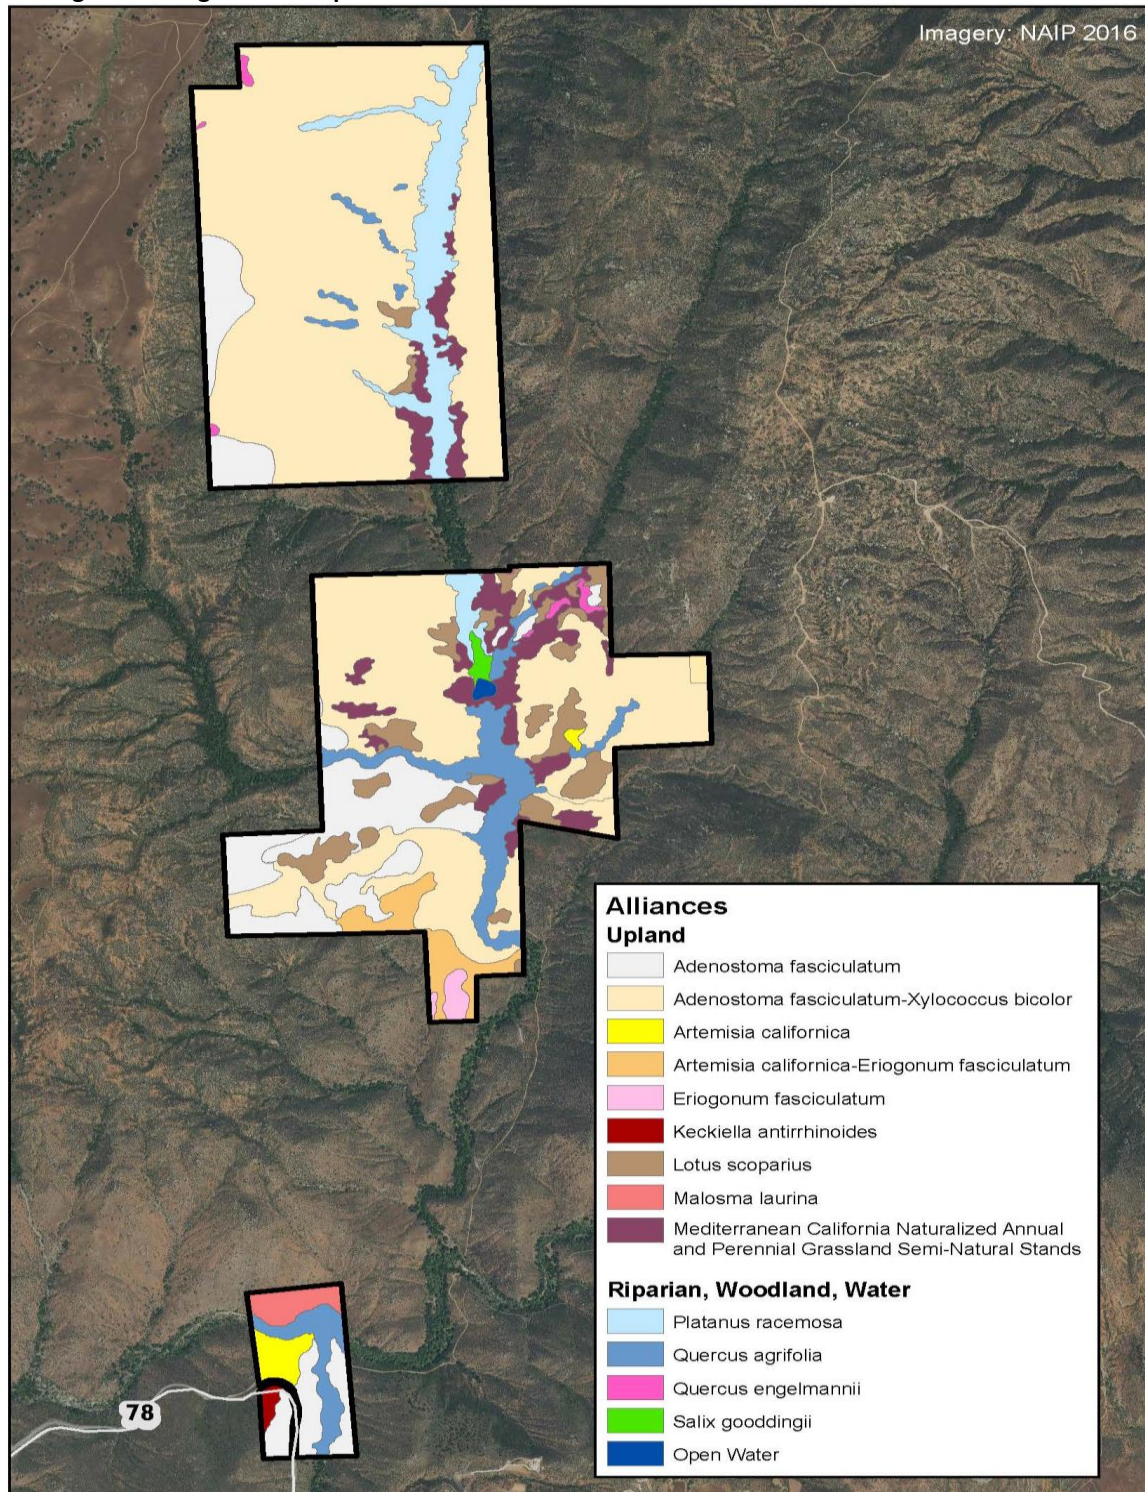 Imagery: NAIP 2016
Alliances
Upland
Adenostoma fasciculatum
Adenostoma fasciculatum-Xylococcus bicolor
Artemisia californica
Artemisia californica-Eriogonum fasciculatum
Eriogonum fasciculatum
Keckiella antirrhinoides
Lotus scoparius
Malosma laurina
Mediterranean California Naturalized Annual
and Perennial Grassland Semi-Natural Stands
Riparian, Woodland, Water
Platanus racemosa
Quercus agrifolia
Quercus engelmannii
Salix gooddingii
Open Water
78